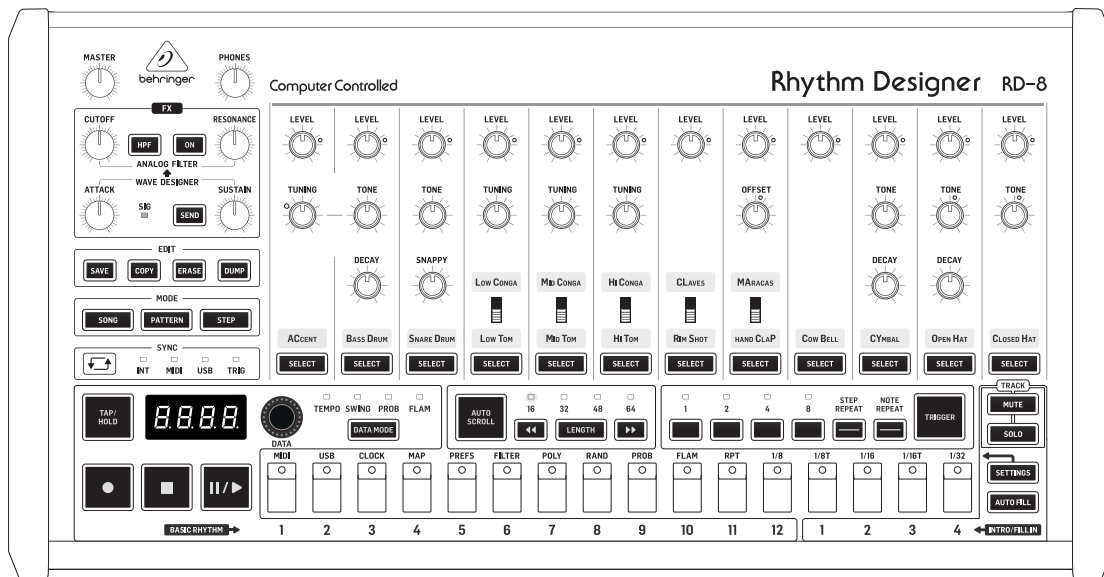 MASTER PHONES
behringer
Computer Controlled Rhythm Designer RD-8
FX
CUTOFF RESONANCE
HPF ON
ANALOG FILTER
WAVE DESIGNER
ATTACK SUSTAIN
SIG
SEND
EDIT
SAVE COPY ERASE DUMP
MODE
SONG PATTERN STEP
SYNC
INT MIDI USB TRIG
LEVEL LEVEL LEVEL LEVEL LEVEL LEVEL LEVEL LEVEL LEVEL LEVEL LEVEL LEVEL
TUNING TONE TONE TUNING TUNING TUNING OFFSET TONE TONE TONE
DECAY SNAPPY DECAY DECAY
LOW CONGA MID CONGA HI CONGA CLAVES MARACAS
ACCENT BASS DRUM SNARE DRUM LOW TOM MID TOM HI TOM RIM SHOT HAND CLAP COW BELL CYMBAL OPEN HAT CLOSED HAT
SELECT SELECT SELECT SELECT SELECT SELECT SELECT SELECT SELECT SELECT SELECT SELECT
TAP/
HOLD
8.8.8.8.
DATA
TEMPO SWING PROB FLAM
DATA MODE
AUTO
SCROLL
16 32 48 64
LENGTH
1 2 4 8
STEP
REPEAT
NOTE
REPEAT
TRIGGER
TRACK
MUTE
SOLO
SETTINGS
AUTO FILL
MIDI USB CLOCK MAP PREFS FILTER POLY RAND PROB FLAM RPT 1/8 1/8T 1/16 1/16T 1/32
BASIC RHYTHM 1 2 3 4 5 6 7 8 9 10 11 12 1 2 3 4 INTRO/FILL IN